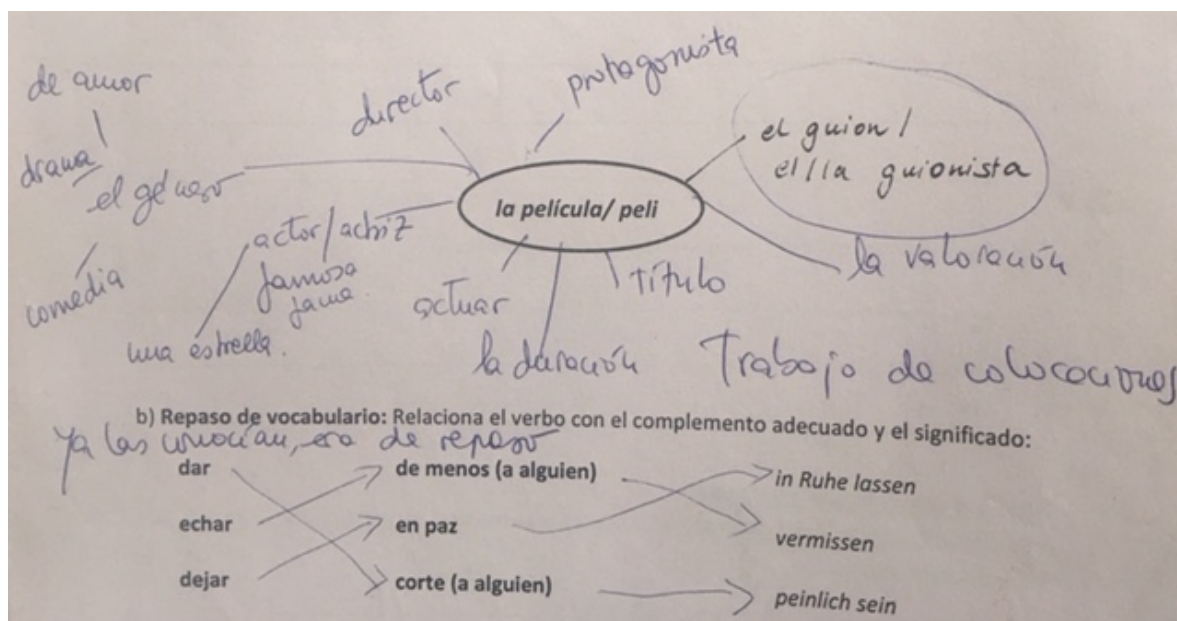 de amor
director
protagonista
drama
el género
el guion /
el/la guionista
la película/ peli
actor/actriz
famosa
fama
comedia
una estrella.
actuar
título
la valoración
la duración
Trabajo de colocaciones
b) Repaso de vocabulario: Relaciona el verbo con el complemento adecuado y el significado:
Ya las conocían, era de repaso
dar de menos (a alguien) in Ruhe lassen
echar en paz vermissen
dejar corte (a alguien) peinlich sein